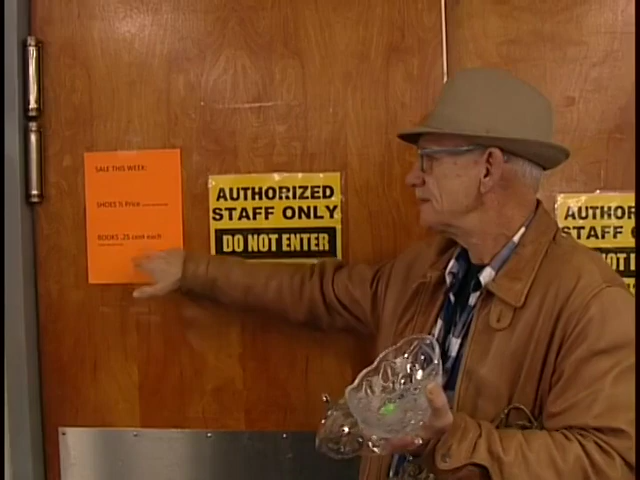 SALE THIS WEEK:
SHOES ½ Price
BOOKS .25 cent each
AUTHORIZED
STAFF ONLY
DO NOT ENTER
AUTHOR
STAFF
NOT